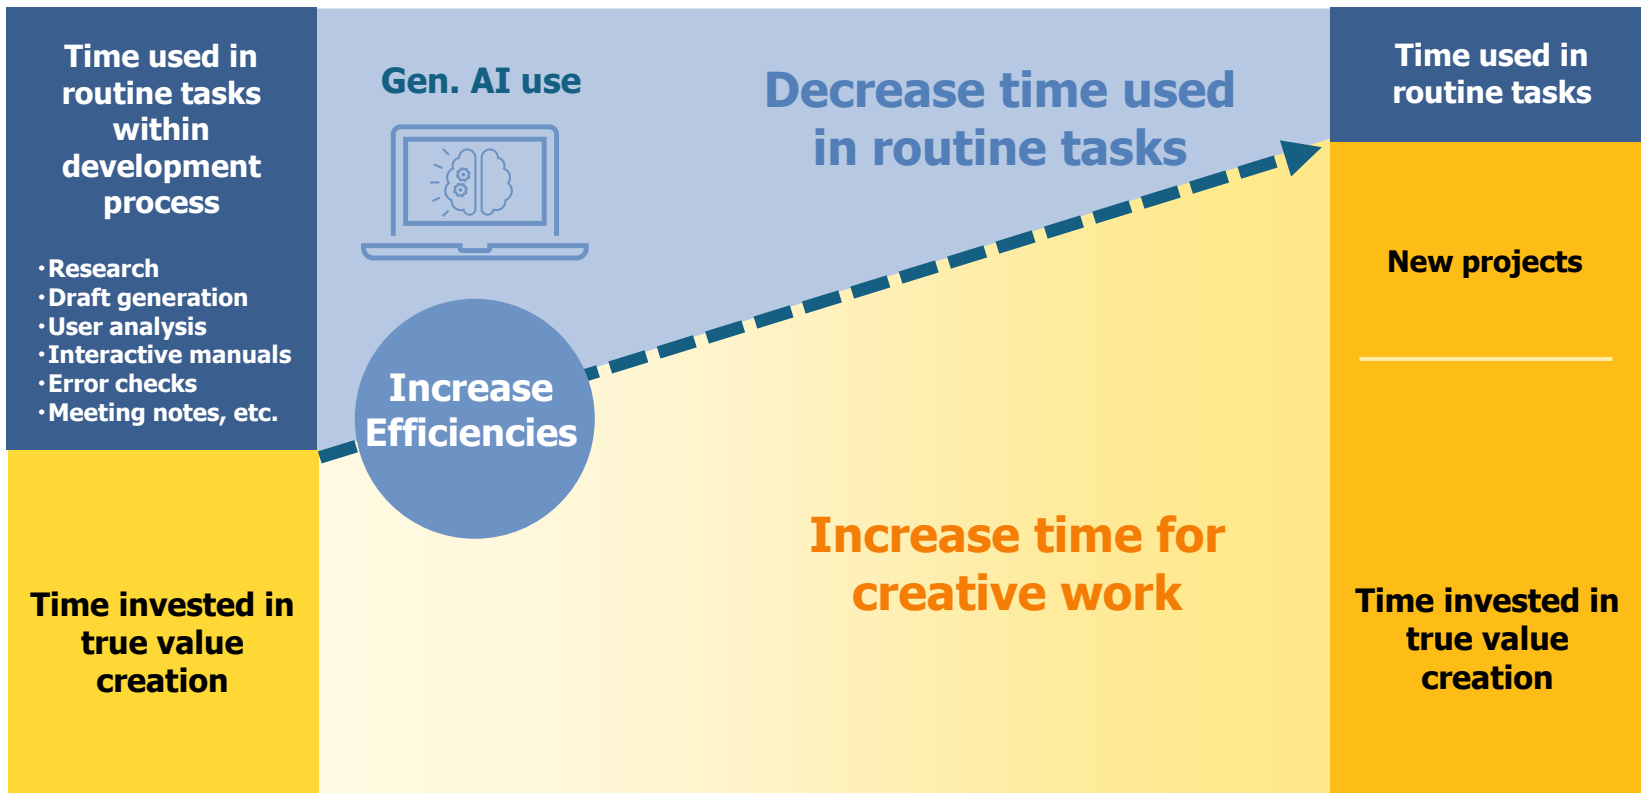 Time used in
routine tasks
within
development
process
・Research
・Draft generation
・User analysis
・Interactive manuals
・Error checks
・Meeting notes, etc.
Time invested in
true value
creation
Gen. AI use
Increase
Efficiencies
Decrease time used
in routine tasks
Increase time for
creative work
Time used in
routine tasks
New projects
Time invested in
true value
creation